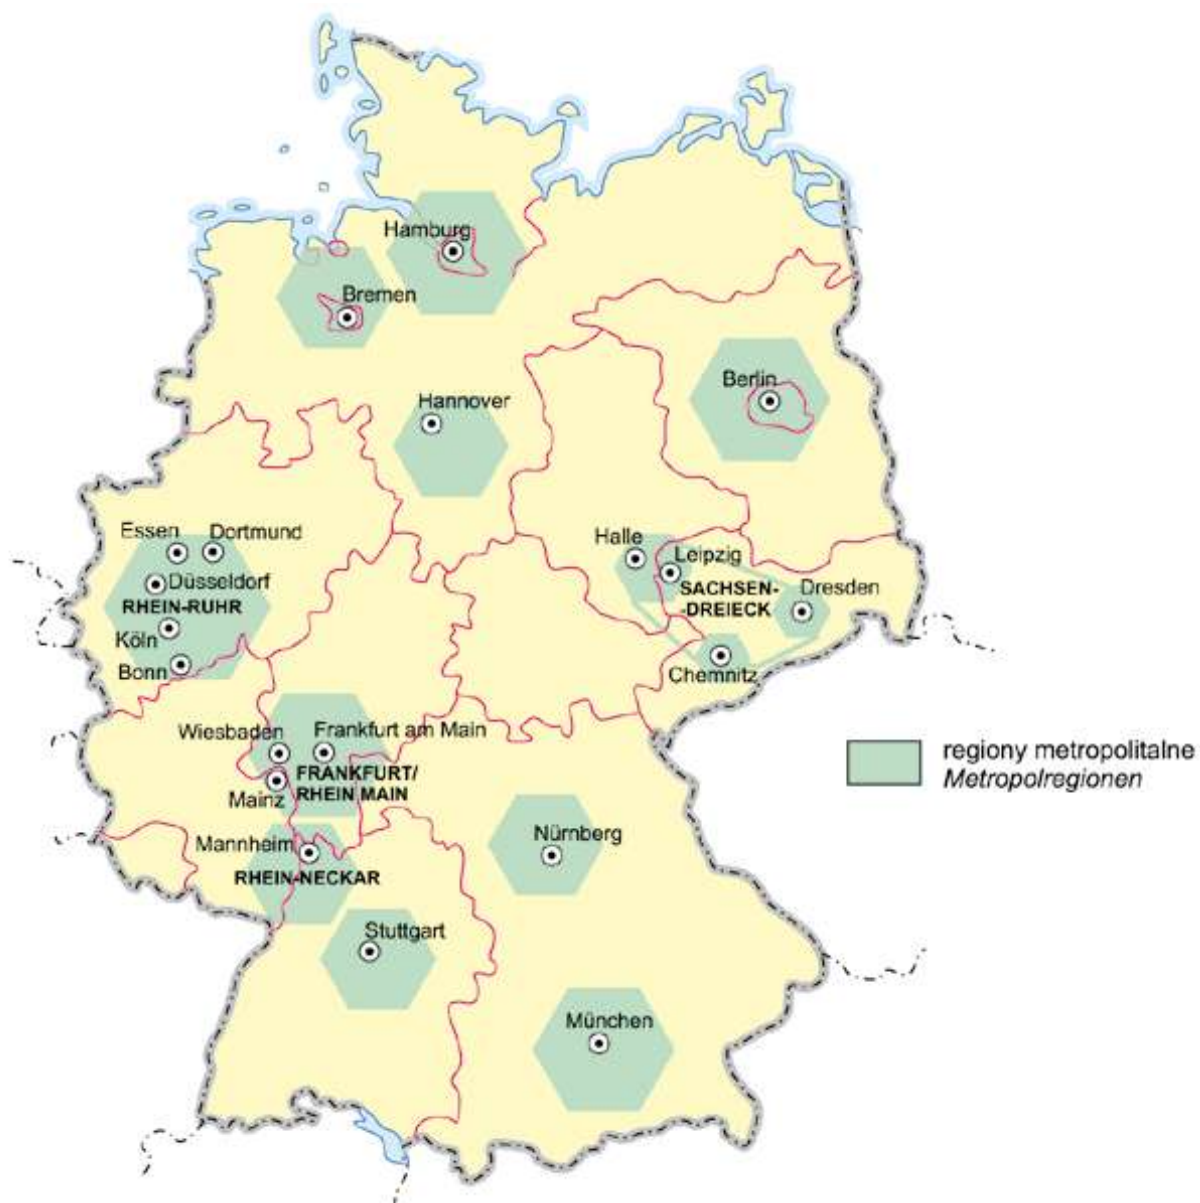 Hamburg
Bremen
Berlin
Hannover
Essen
Dortmund
Düsseldorf
RHEIN-RUHR
Köln
Bonn
Halle
Leipzig
SACHSEN-
-DREIECK
Dresden
Chemnitz
Wiesbaden
Frankfurt am Main
FRANKFURT/
RHEIN MAIN
Mainz
regiony metropolitalne
Metropolregionen
Mannheim
RHEIN-NECKAR
Nürnberg
Stuttgart
München